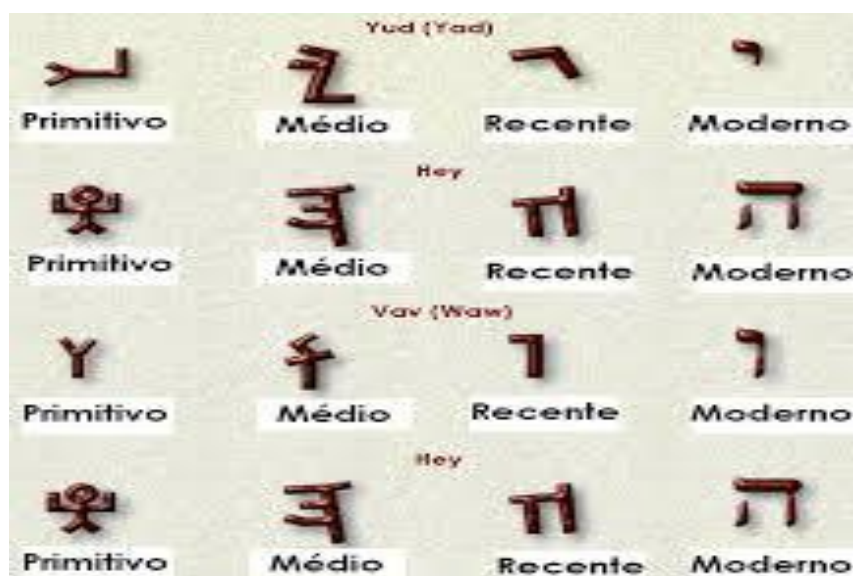 Yud (Yad)
𐤉 י
Primitivo Médio Recente Moderno
Hey
𐤄 ה
Primitivo Médio Recente Moderno
Vav (Waw)
𐤅 ו
Primitivo Médio Recente Moderno
Hey
𐤄 ה
Primitivo Médio Recente Moderno